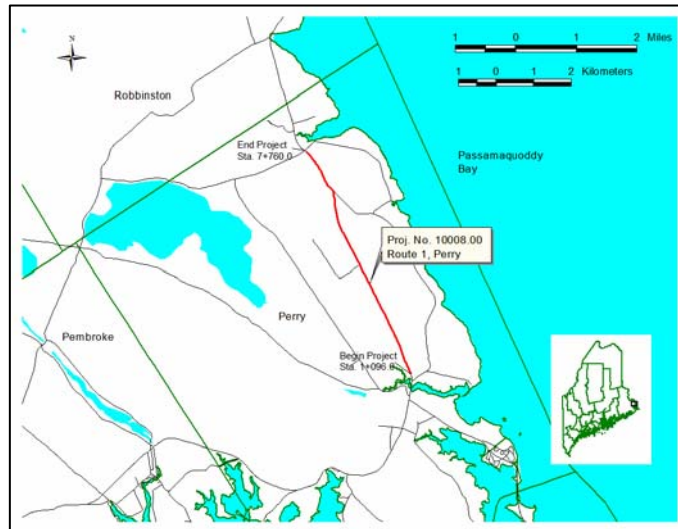 1 0 1 2 Miles
1 0 1 2 Kilometers
N
Robbinston
End Project
Sta. 7+760.0
Passamaquoddy
Bay
Proj. No. 10008.00
Route 1, Perry
Perry
Pembroke
Begin Project
Sta. 1+096.8